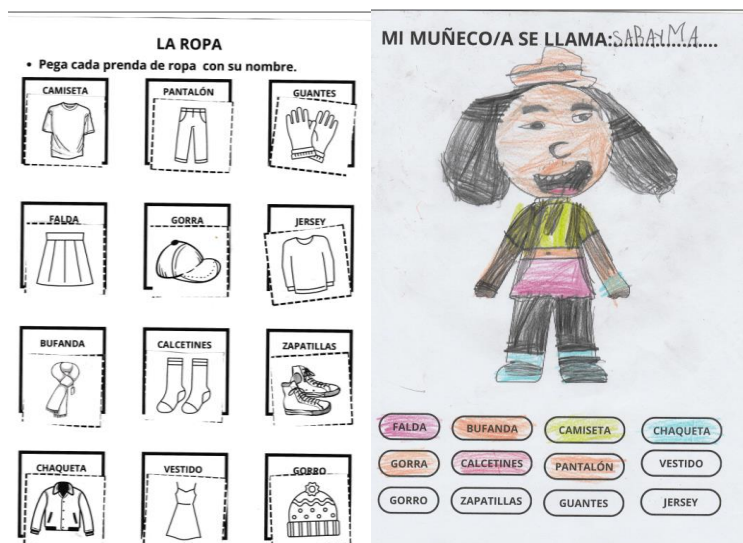 LA ROPA
• Pega cada prenda de ropa con su nombre.
CAMISETA PANTALÓN GUANTES
FALDA GORRA JERSEY
BUFANDA CALCETINES ZAPATILLAS
CHAQUETA VESTIDO GORRO
MI MUÑECO/A SE LLAMA: SARAYMA
FALDA BUFANDA CAMISETA CHAQUETA
GORRA CALCETINES PANTALÓN VESTIDO
GORRO ZAPATILLAS GUANTES JERSEY